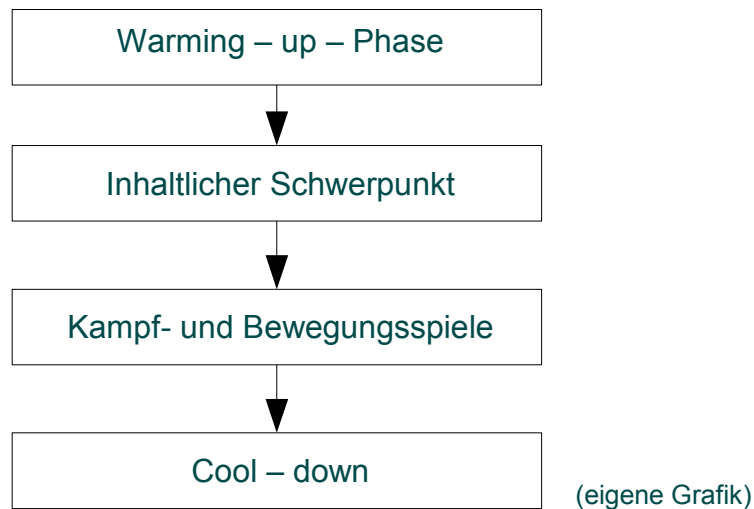 Warming – up – Phase
Inhaltlicher Schwerpunkt
Kampf- und Bewegungsspiele
Cool – down
(eigene Grafik)